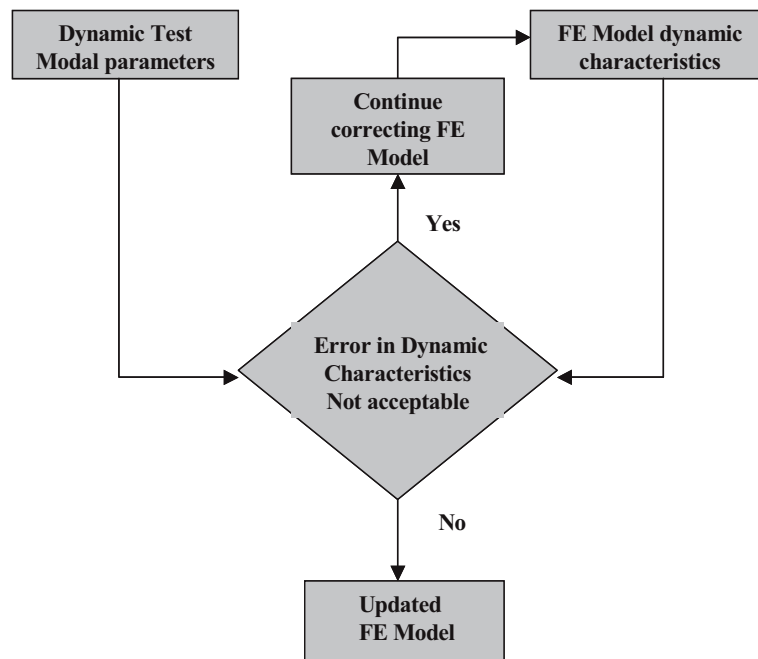 Dynamic Test
Modal parameters
FE Model dynamic
characteristics
Continue
correcting FE
Model
Yes
Error in Dynamic
Characteristics
Not acceptable
No
Updated
FE Model